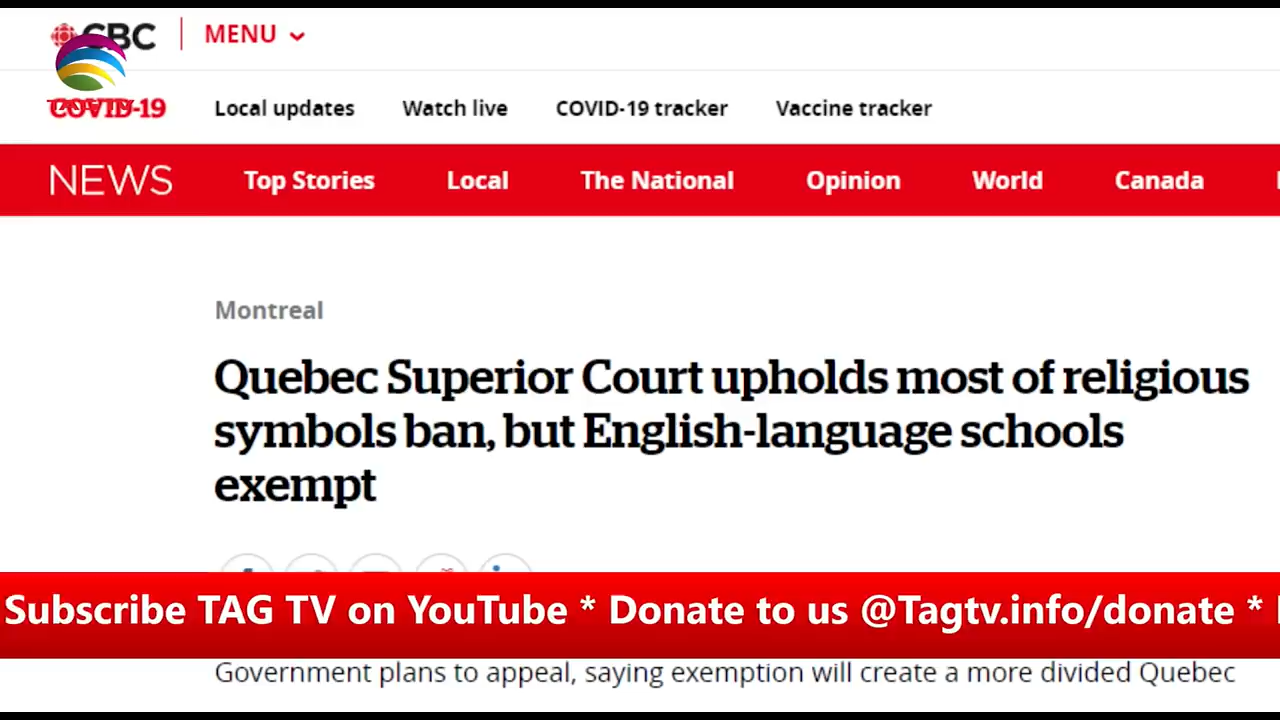 CBC
MENU
TAG TV
COVID-19
Local updates
Watch live
COVID-19 tracker
Vaccine tracker
NEWS
Top Stories
Local
The National
Opinion
World
Canada
Montreal
Quebec Superior Court upholds most of religious
symbols ban, but English-language schools
exempt
Subscribe TAG TV on YouTube * Donate to us @Tagtv.info/donate *
Government plans to appeal, saying exemption will create a more divided Quebec